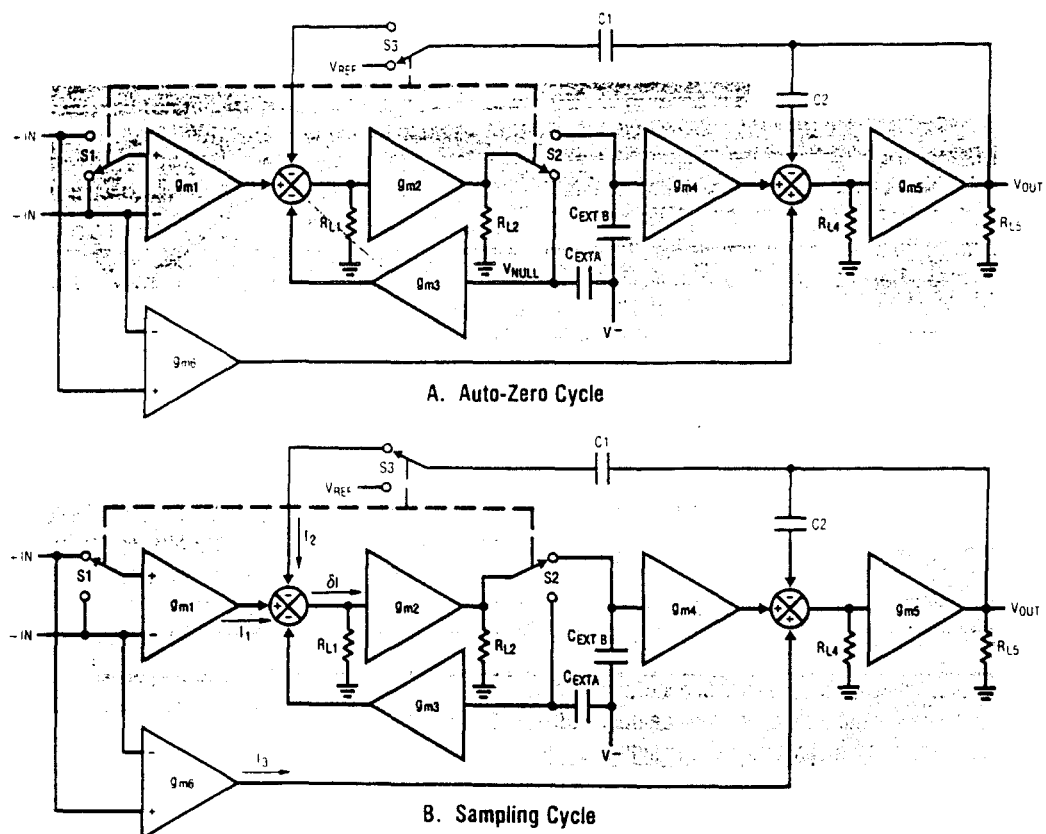 C1
S3
VREF
C2
+IN
S1
+
gm1
−
-IN
−
+
−
RL1
gm2
S2
RL2
CEXT B
gm4
+
−
+
RL4
gm5
VOUT
RL5
gm3
VNULL
CEXTA
V−
−
gm6
+
A. Auto-Zero Cycle
C1
S3
VREF
C2
I2
+IN
S1
+
gm1
−
-IN
I1
−
+
−
δI
RL1
gm2
S2
RL2
CEXT B
gm4
+
−
+
RL4
gm5
VOUT
RL5
gm3
CEXTA
V−
−
gm6
+
I3
B. Sampling Cycle